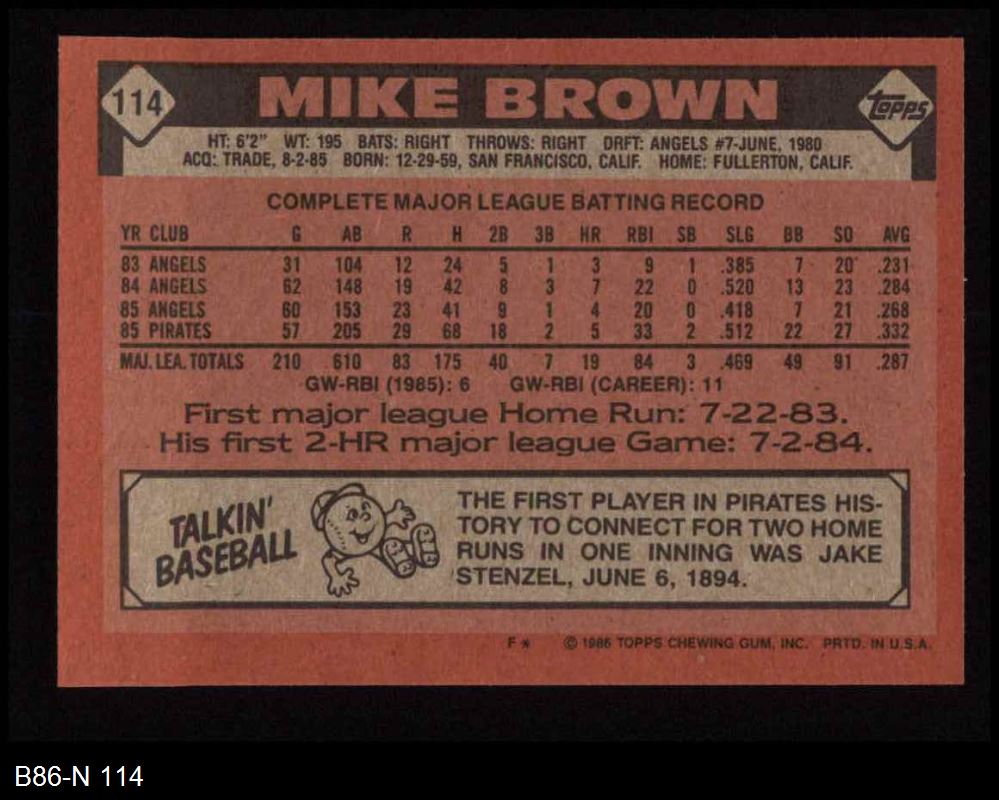 114 MIKE BROWN topps
HT: 6'2" WT: 195 BATS: RIGHT THROWS: RIGHT DRFT: ANGELS #7-JUNE, 1980
ACQ: TRADE, 8-2-85 BORN: 12-29-59, SAN FRANCISCO, CALIF. HOME: FULLERTON, CALIF.
COMPLETE MAJOR LEAGUE BATTING RECORD
YR CLUB G AB R H 2B 3B HR RBI SB SLG BB SO AVG
83 ANGELS 31 104 12 24 5 1 3 9 1 .385 7 20 .231
84 ANGELS 62 148 19 42 8 3 7 22 0 .520 13 23 .284
85 ANGELS 60 153 23 41 9 1 4 20 0 .418 7 21 .268
85 PIRATES 57 205 29 68 18 2 5 33 2 .512 22 27 .332
MAJ. LEA. TOTALS 210 610 83 175 40 7 19 84 3 .469 49 91 .287
GW-RBI (1985): 6 GW-RBI (CAREER): 11
First major league Home Run: 7-22-83.
His first 2-HR major league Game: 7-2-84.
TALKIN'
BASEBALL
THE FIRST PLAYER IN PIRATES HIS-
TORY TO CONNECT FOR TWO HOME
RUNS IN ONE INNING WAS JAKE
STENZEL, JUNE 6, 1894.
F * © 1986 TOPPS CHEWING GUM, INC. PRTD. IN U.S.A.
B86-N 114